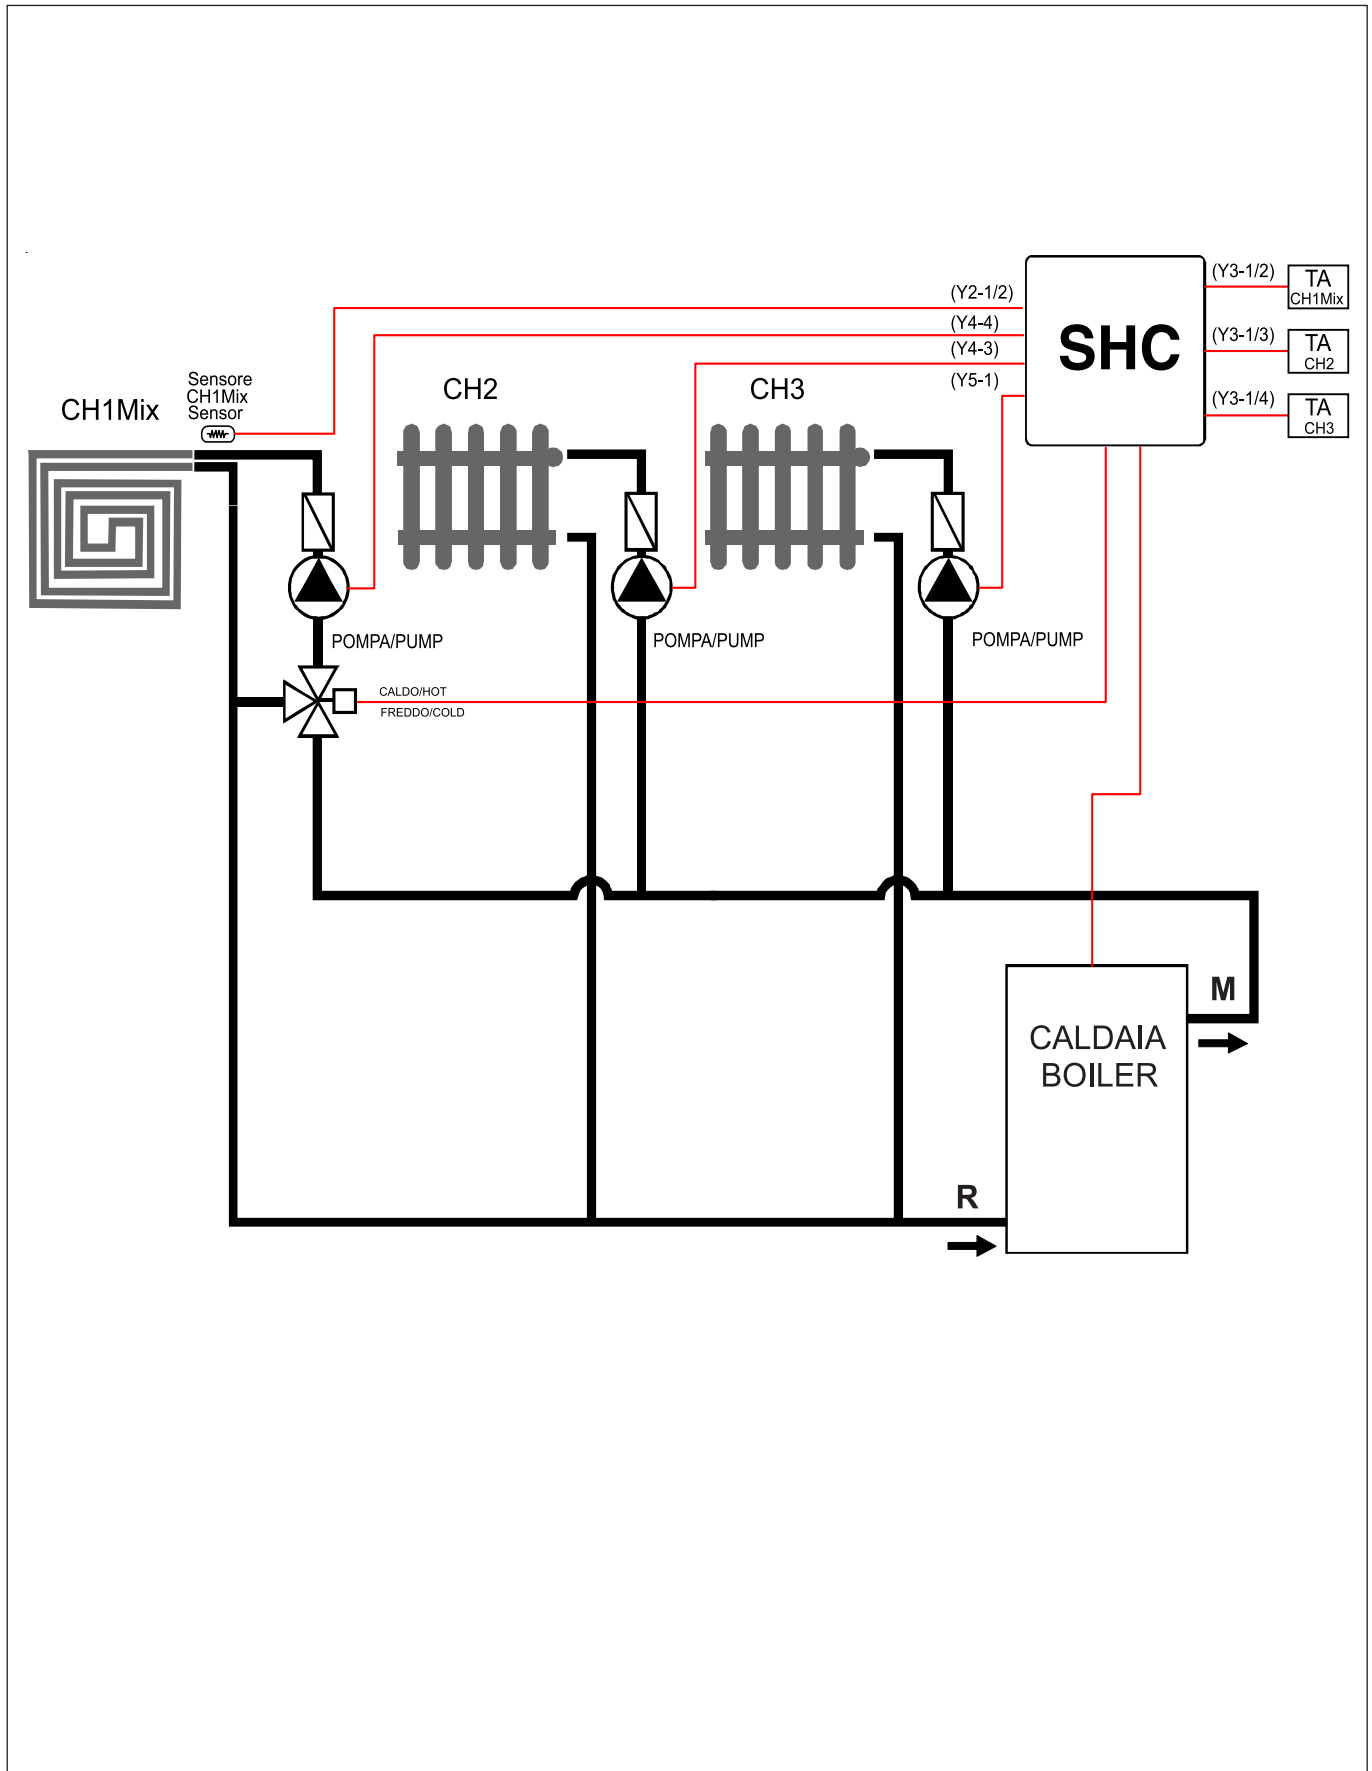 (Y2-1/2)
(Y4-4)
(Y4-3)
(Y5-1)
SHC
(Y3-1/2)
TA
CH1Mix
(Y3-1/3)
TA
CH2
(Y3-1/4)
TA
CH3
CH1Mix
Sensore
CH1Mix
Sensor
CH2
CH3
POMPA/PUMP
POMPA/PUMP
POMPA/PUMP
CALDO/HOT
FREDDO/COLD
M
CALDAIA
BOILER
R